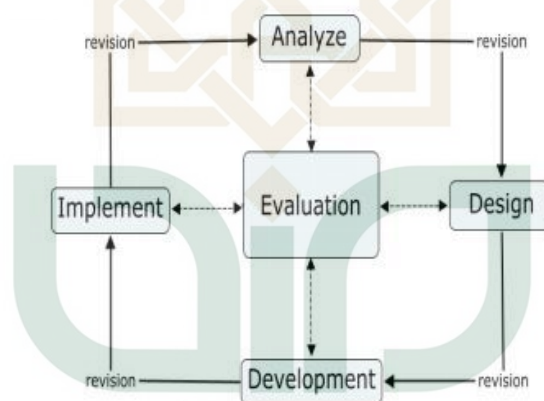 Analyze
revision
revision
Implement
Evaluation
Design
revision
Development
revision